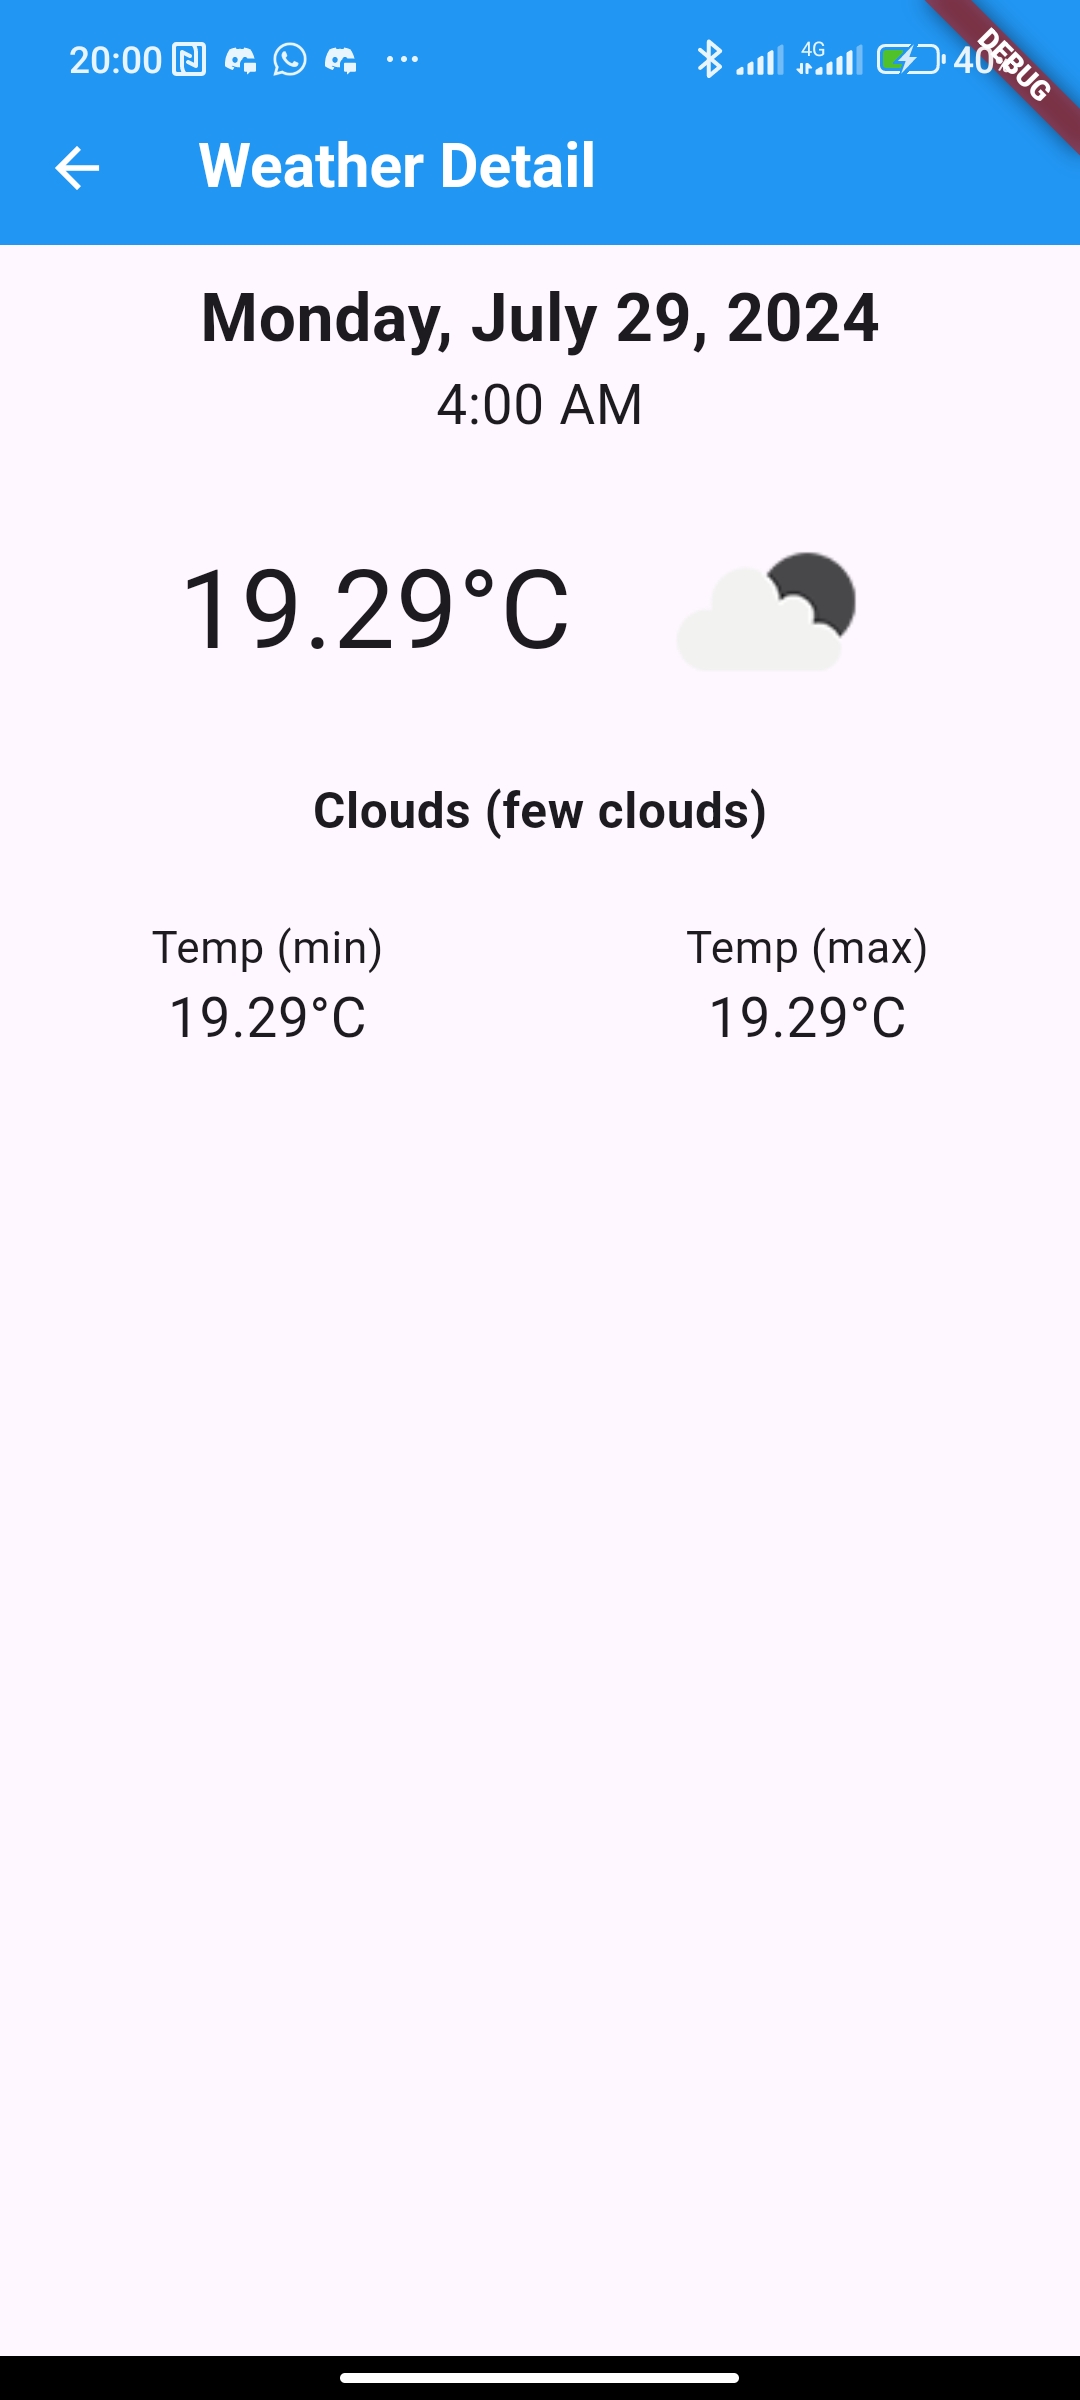 20:00
4G
40
DEBUG
Weather Detail
Monday, July 29, 2024
4:00 AM
19.29°C
Clouds (few clouds)
Temp (min) Temp (max)
19.29°C 19.29°C